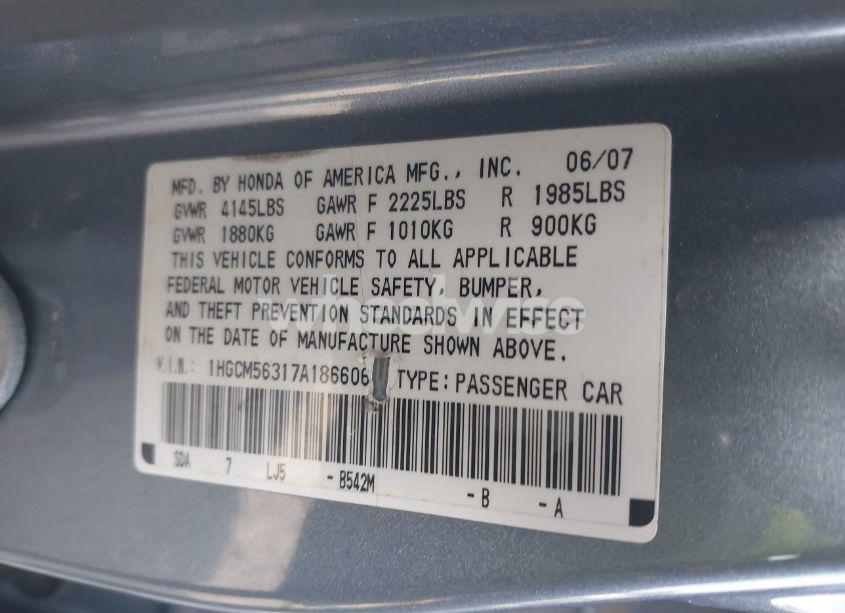 MFD. BY HONDA OF AMERICA MFG., INC. 06/07
GVWR 4145LBS GAWR F 2225LBS R 1985LBS
GVWR 1880KG GAWR F 1010KG R 900KG
THIS VEHICLE CONFORMS TO ALL APPLICABLE
FEDERAL MOTOR VEHICLE SAFETY, BUMPER,
AND THEFT PREVENTION STANDARDS IN EFFECT
ON THE DATE OF MANUFACTURE SHOWN ABOVE.
V.I.N.: 1HGCM56317A186606 TYPE: PASSENGER CAR
SDA 7 LJ5 -B542M -B -A
wheelwise